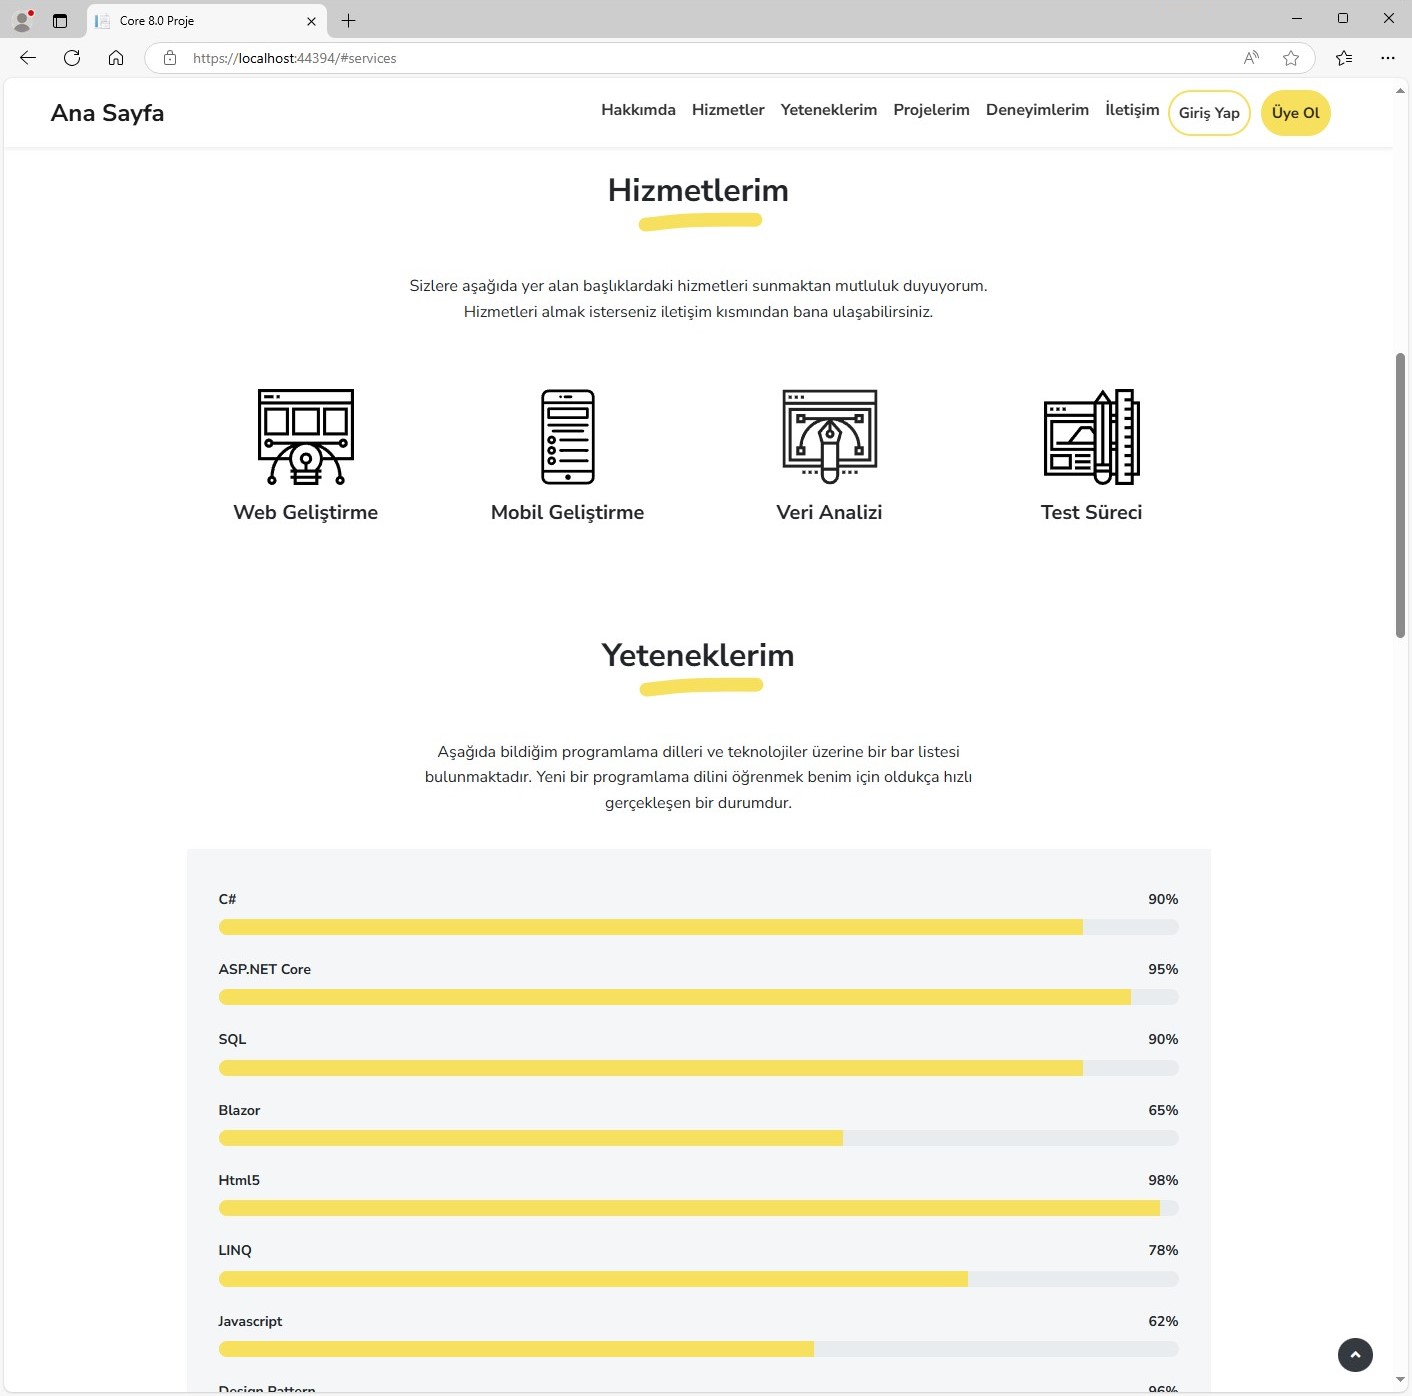 Core 8.0 Proje
https://localhost:44394/#services
Ana Sayfa
Hakkımda Hizmetler Yeteneklerim Projelerim Deneyimlerim İletişim Giriş Yap Üye Ol
Hizmetlerim
Sizlere aşağıda yer alan başlıklardaki hizmetleri sunmaktan mutluluk duyuyorum.
Hizmetleri almak isterseniz iletişim kısmından bana ulaşabilirsiniz.
Web Geliştirme
Mobil Geliştirme
Veri Analizi
Test Süreci
Yeteneklerim
Aşağıda bildiğim programlama dilleri ve teknolojiler üzerine bir bar listesi
bulunmaktadır. Yeni bir programlama dilini öğrenmek benim için oldukça hızlı
gerçekleşen bir durumdur.
C# 90%
ASP.NET Core 95%
SQL 90%
Blazor 65%
Html5 98%
LINQ 78%
Javascript 62%
Design Pattern 96%